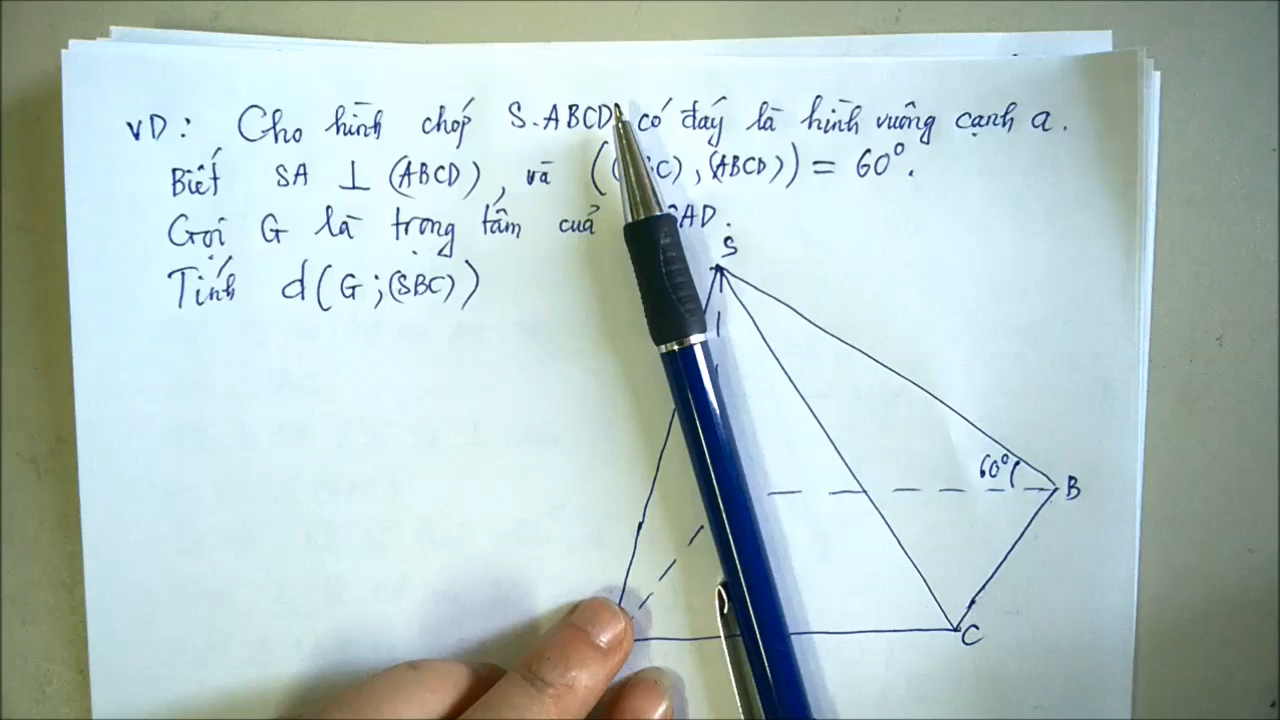 VD: Cho hình chóp S.ABCD có đáy là hình vuông cạnh a.
Biết SA ⊥ (ABCD), và ( C),(ABCD)) = 60°.
Gọi G là trọng tâm của AD.
Tính d(G;(SBC))
S
60°
B
C